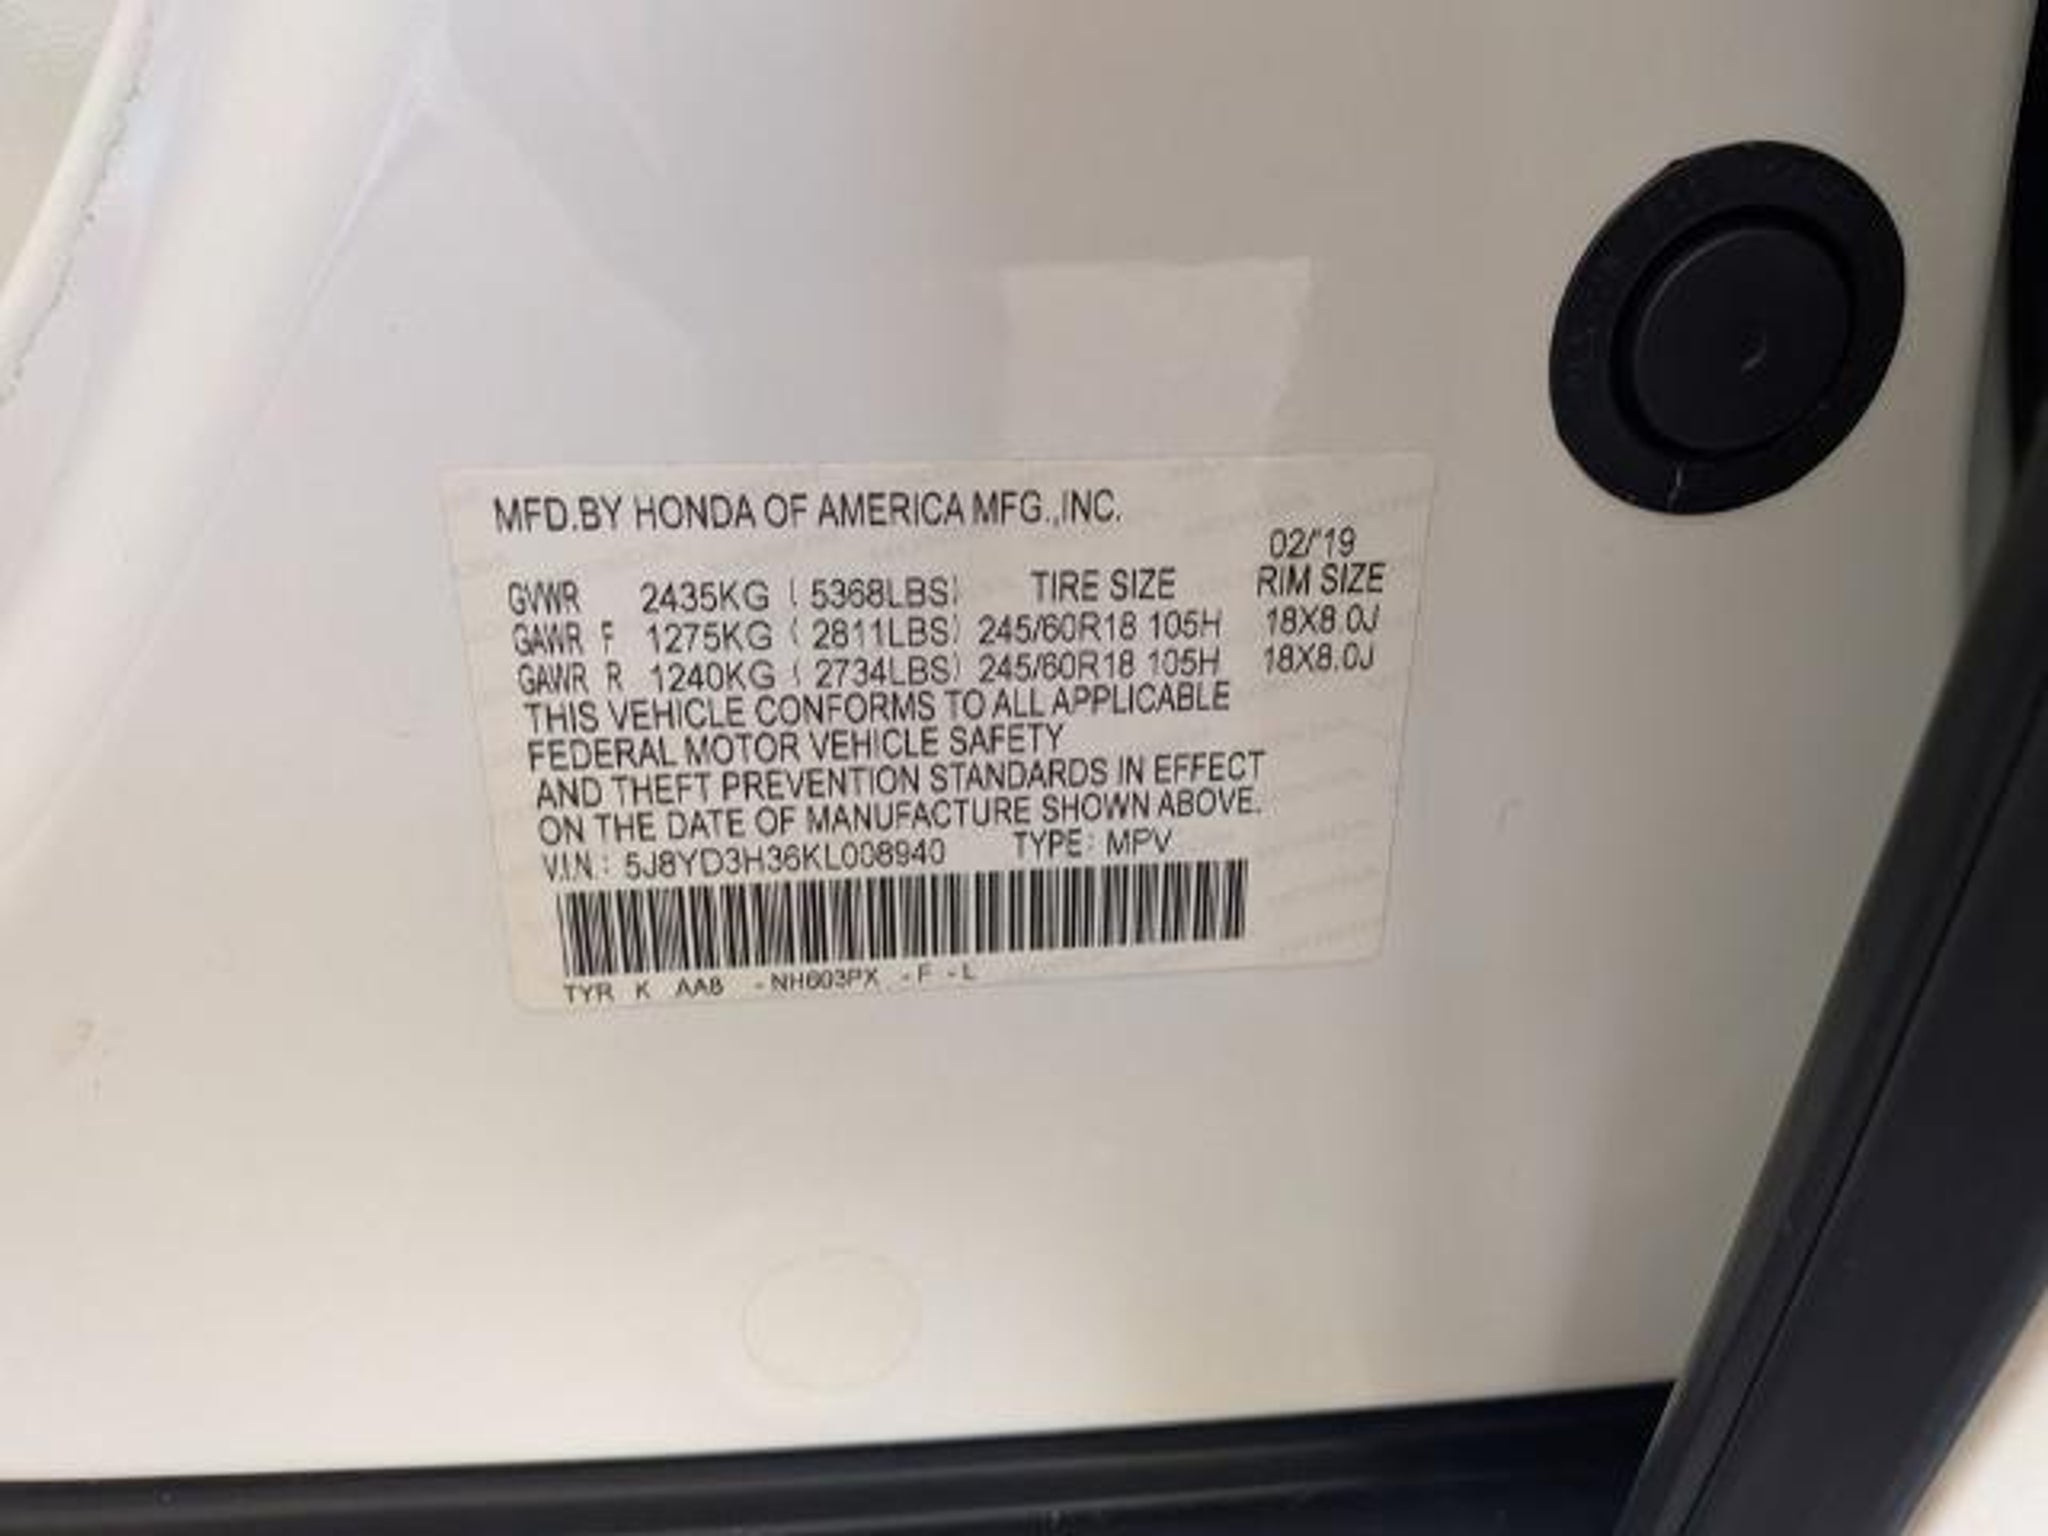 MFD.BY HONDA OF AMERICA MFG.,INC.
02/'19
GVWR 2435KG ( 5368LBS) TIRE SIZE RIM SIZE
GAWR F 1275KG ( 2811LBS) 245/60R18 105H 18X8.0J
GAWR R 1240KG ( 2734LBS) 245/60R18 105H 18X8.0J
THIS VEHICLE CONFORMS TO ALL APPLICABLE
FEDERAL MOTOR VEHICLE SAFETY
AND THEFT PREVENTION STANDARDS IN EFFECT
ON THE DATE OF MANUFACTURE SHOWN ABOVE.
V.I.N.: 5J8YD3H36KL008940 TYPE: MPV
TYR K AA8 -NH603PX -F -L